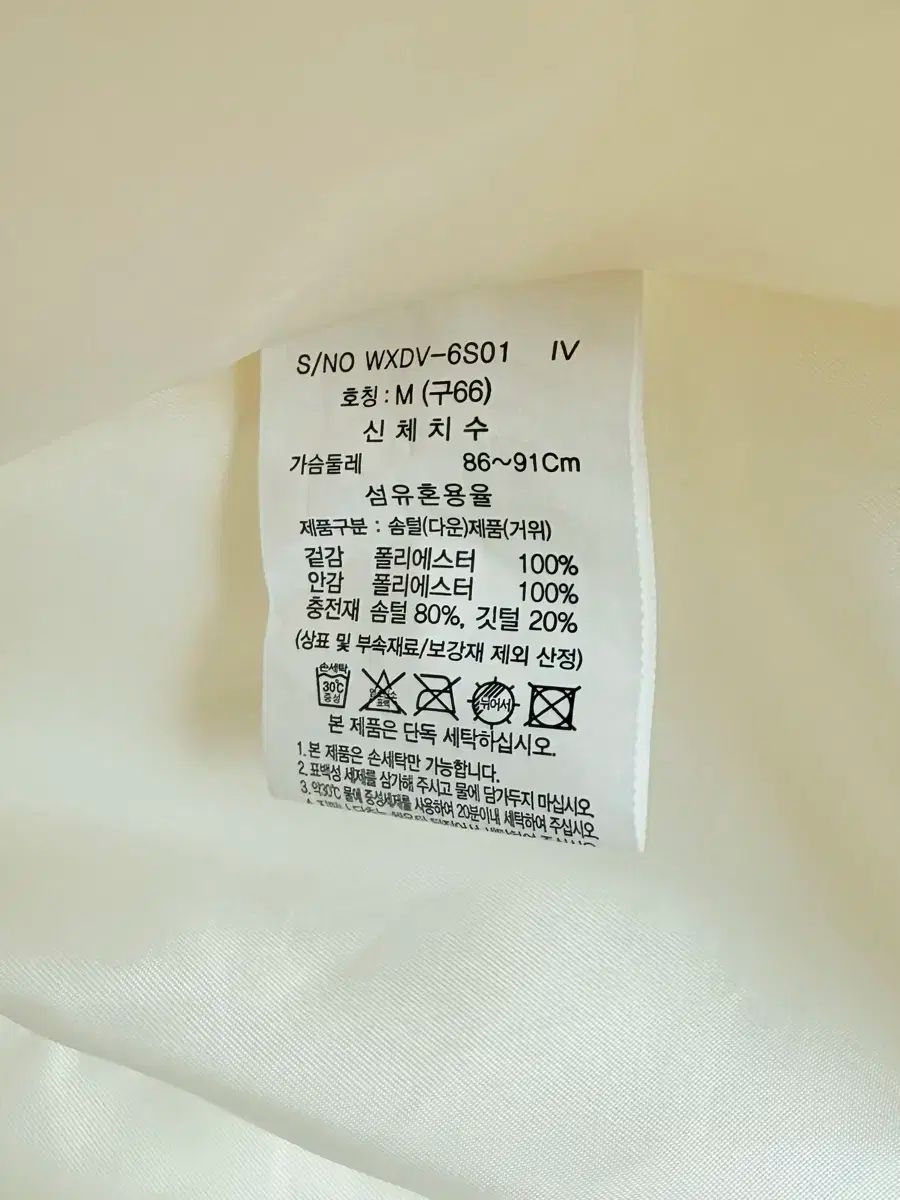 S/NO WXDV-6S01 IV
호칭 : M (구66)
신체치수
가슴둘레 86~91Cm
섬유혼용율
제품구분 : 솜털(다운)제품(거위)
겉감 폴리에스터 100%
안감 폴리에스터 100%
충전재 솜털 80%, 깃털 20%
(상표 및 부속재료/보강재 제외 산정)
손세탁
30℃
중성
표백
뉘어서
본 제품은 단독 세탁하십시오.
1. 본 제품은 손세탁만 가능합니다.
2. 표백성 세제를 삼가해 주시고 물에 담가두지 마십시오.
3. 약30℃ 물에 중성세제를 사용하여 20분이내 세탁하여 주십시오.